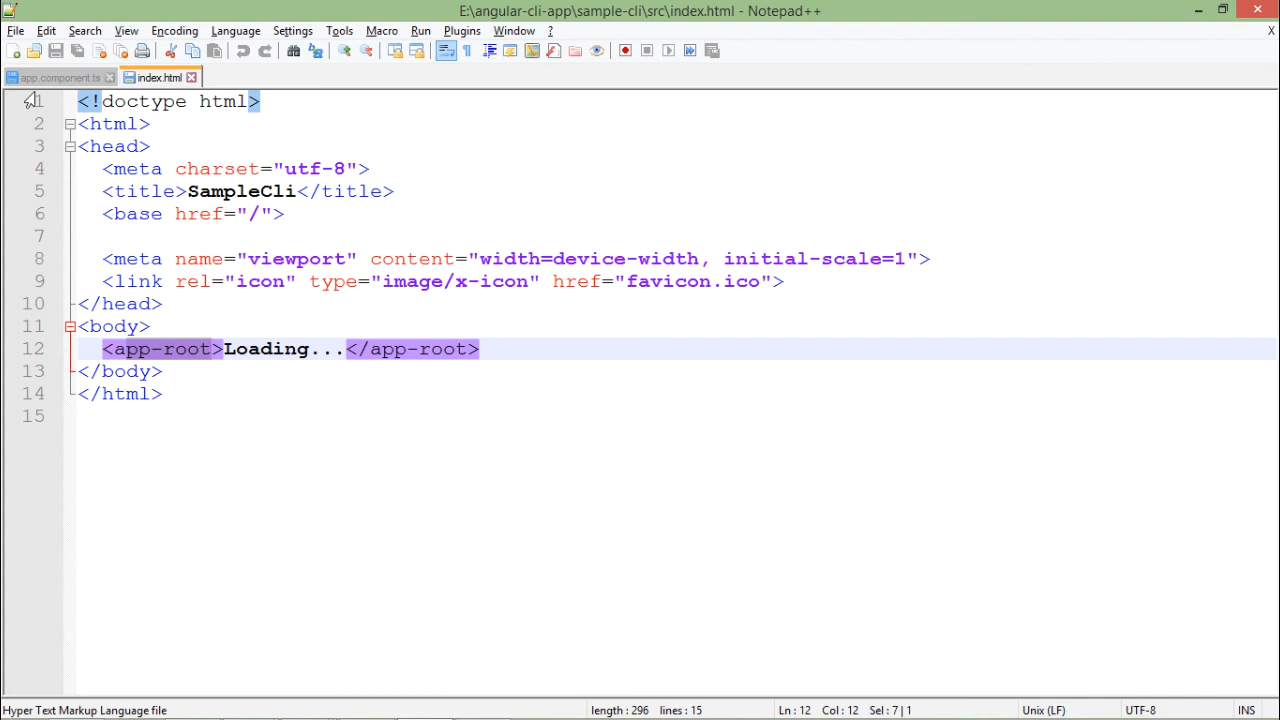 E:\angular-cli-app\sample-cli\src\index.html - Notepad++
File Edit Search View Encoding Language Settings Tools Macro Run Plugins Window ? X
app.component.ts index.html
1 <!doctype html>
2 <html>
3 <head>
4 <meta charset="utf-8">
5 <title>SampleCli</title>
6 <base href="/">
7
8 <meta name="viewport" content="width=device-width, initial-scale=1">
9 <link rel="icon" type="image/x-icon" href="favicon.ico">
10 </head>
11 <body>
12 <app-root>Loading...</app-root>
13 </body>
14 </html>
15
Hyper Text Markup Language file length : 296 lines : 15 Ln : 12 Col : 12 Sel : 7 | 1 Unix (LF) UTF-8 INS